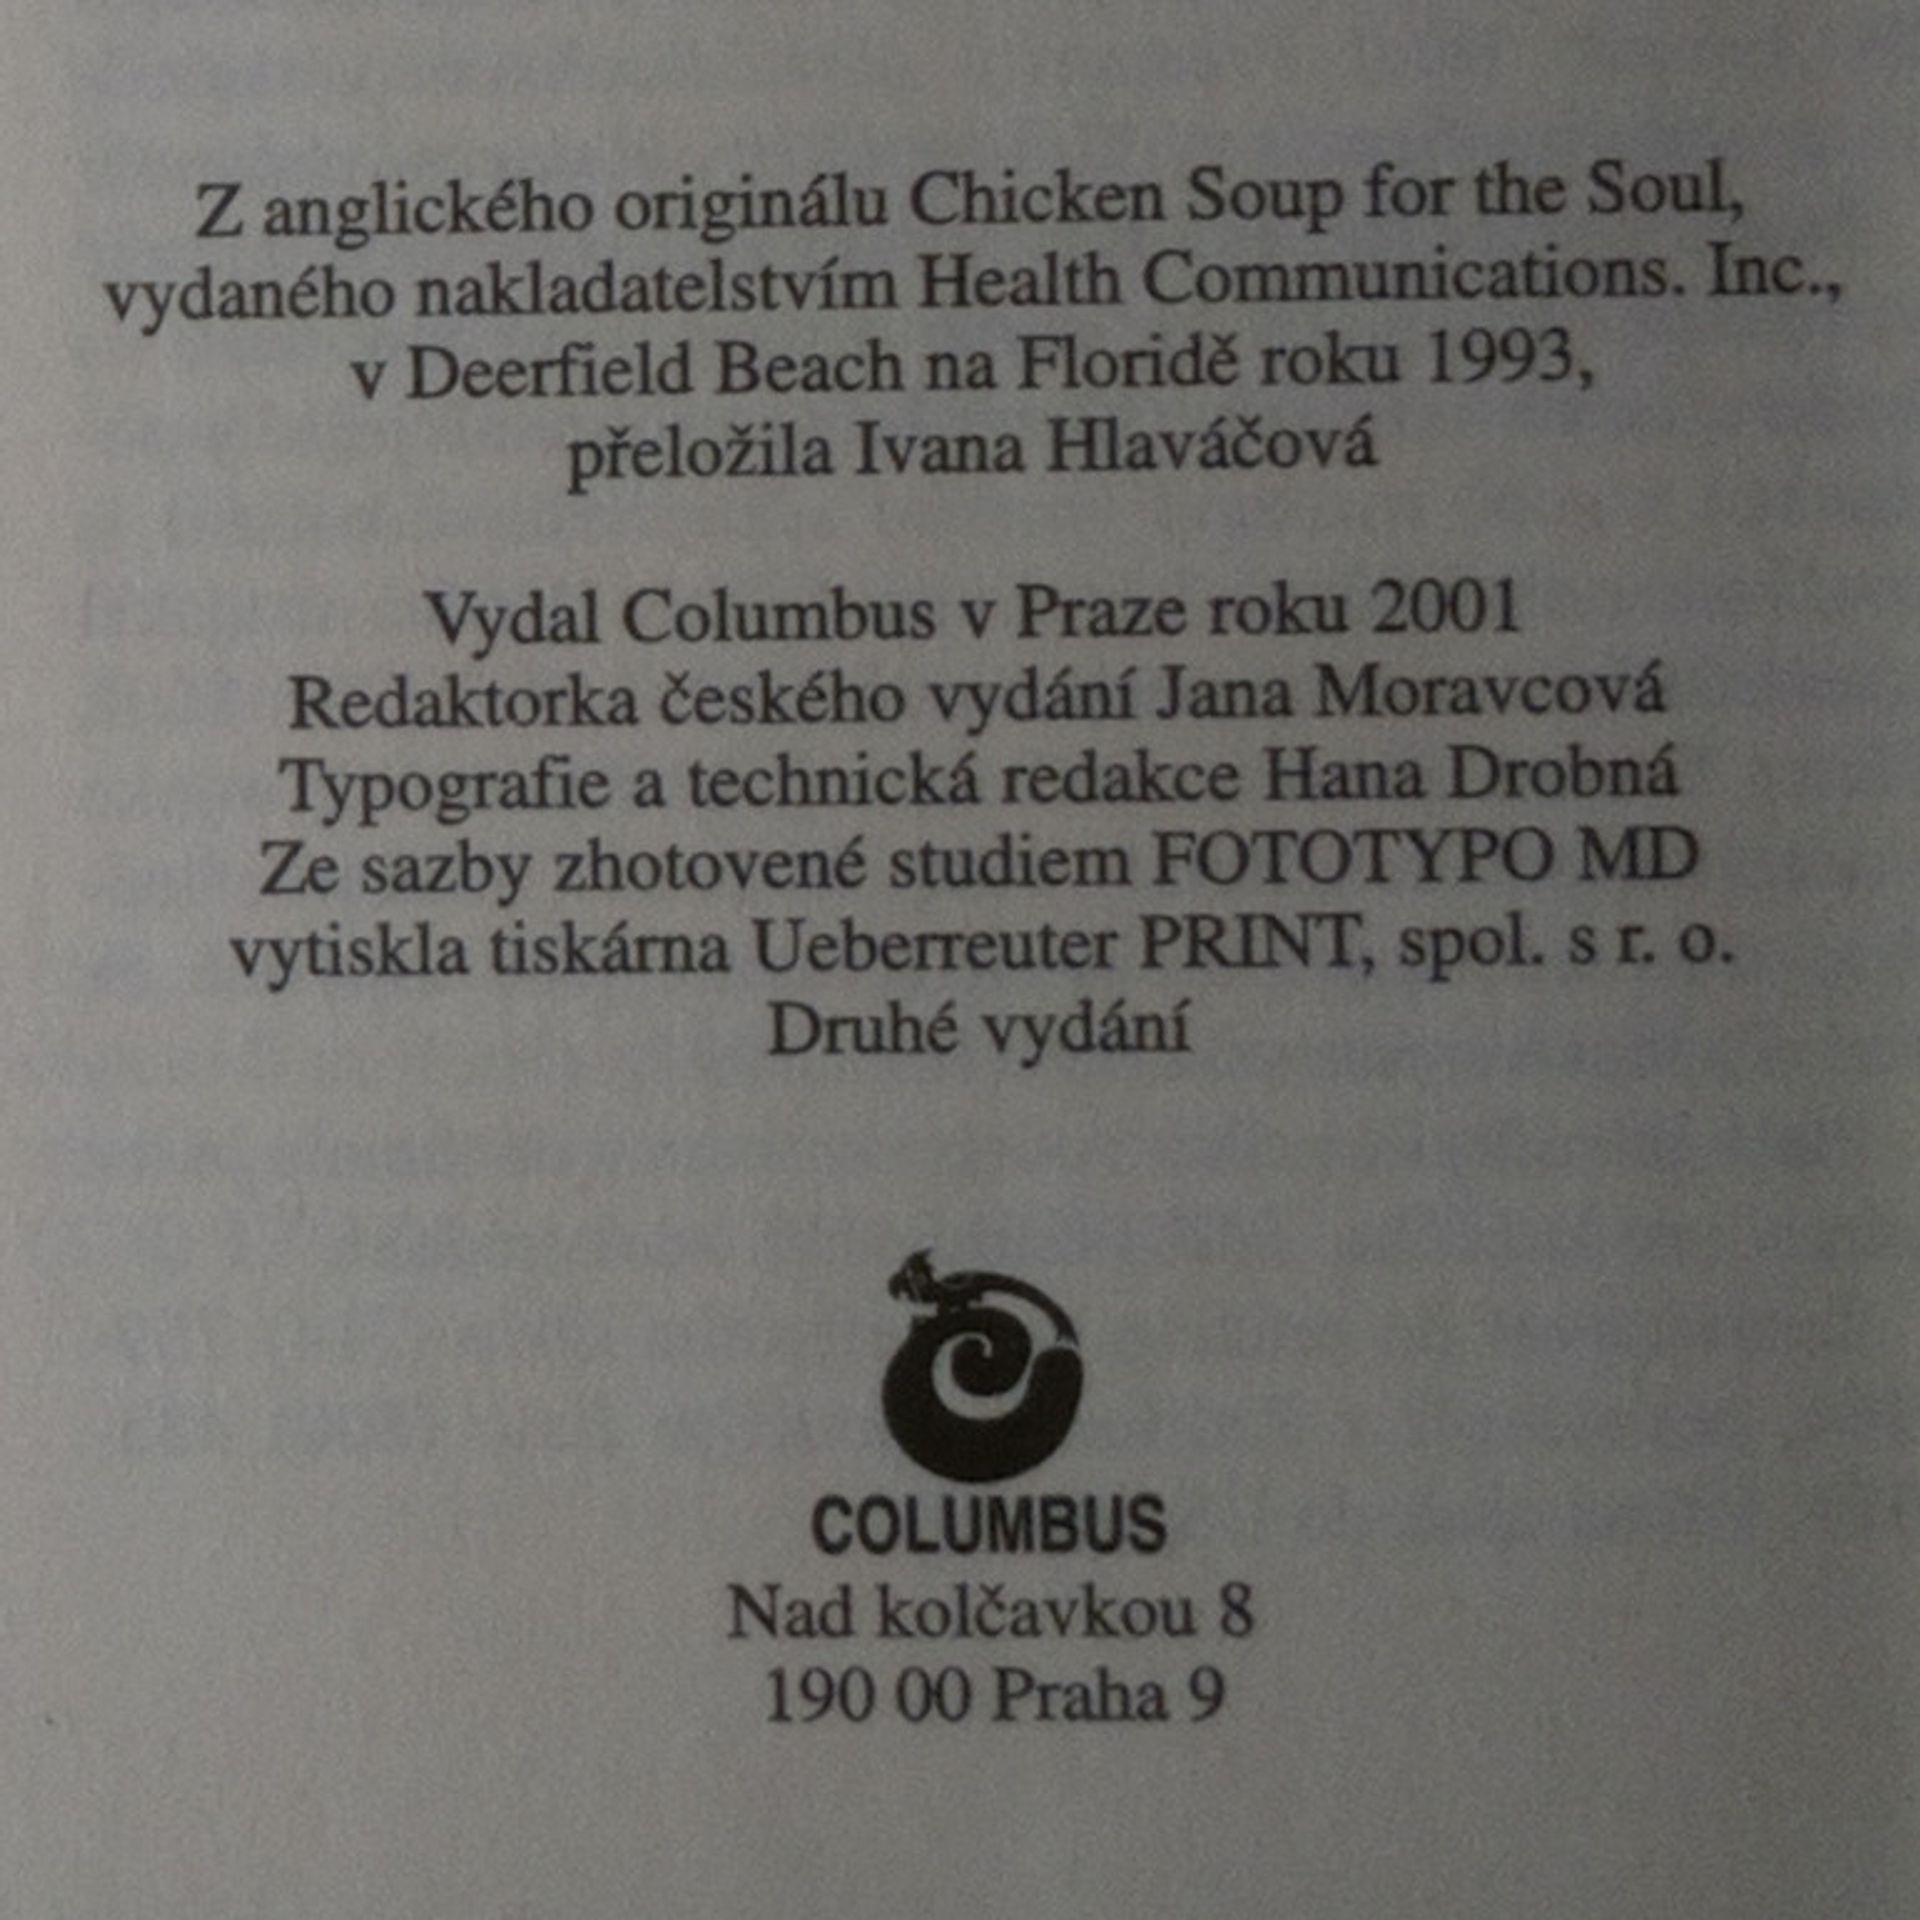 Z anglického originálu Chicken Soup for the Soul,
vydaného nakladatelstvím Health Communications. Inc.,
v Deerfield Beach na Floridě roku 1993,
přeložila Ivana Hlaváčová
Vydal Columbus v Praze roku 2001
Redaktorka českého vydání Jana Moravcová
Typografie a technická redakce Hana Drobná
Ze sazby zhotovené studiem FOTOTYPO MD
vytiskla tiskárna Ueberreuter PRINT, spol. s r. o.
Druhé vydání
COLUMBUS
Nad kolčavkou 8
190 00 Praha 9